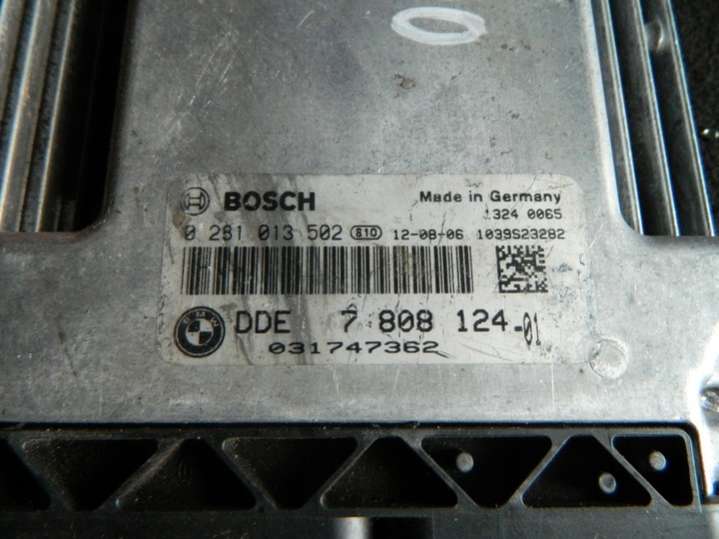 BOSCH Made in Germany
1324 0065
0 281 013 502 810 12-08-06 1039S23282
BMW DDE 7 808 124-01
031747362